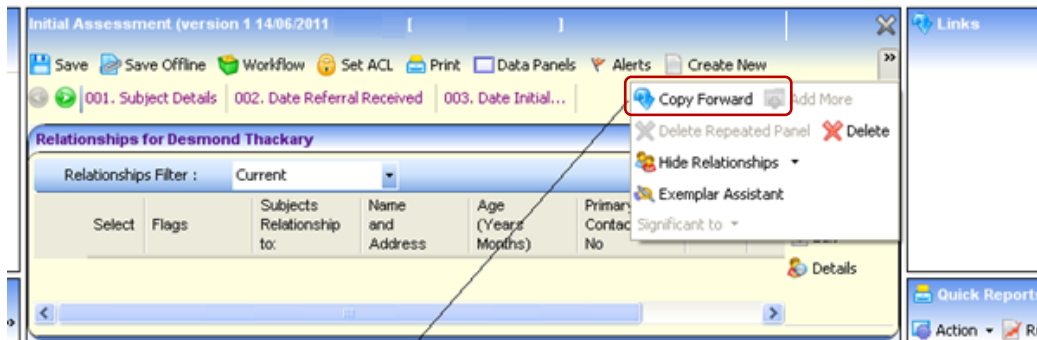 Initial Assessment (version 1 14/06/2011 [ ]
Links
Save Save Offline Workflow Set ACL Print Data Panels Alerts Create New »
001. Subject Details 002. Date Referral Received 003. Date Initial...
Copy Forward Add More
Delete Repeated Panel Delete
Hide Relationships
Exemplar Assistant
Significant to
Relationships for Desmond Thackary
Relationships Filter : Current
Select Flags Subjects Relationship to: Name and Address Age (Years Months) Primary Contac No
Details
Quick Reports
» Action